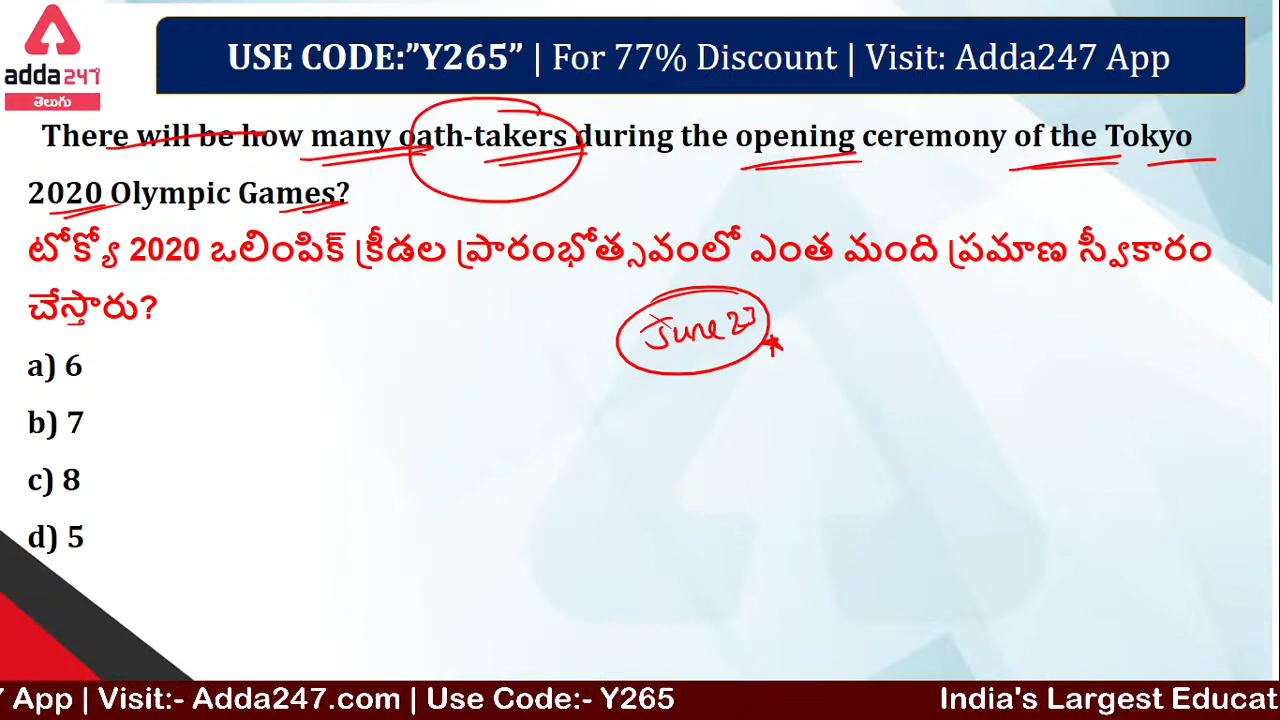 adda247
తెలుగు
USE CODE:”Y265” | For 77% Discount | Visit: Adda247 App
There will be how many oath-takers during the opening ceremony of the Tokyo
2020 Olympic Games?
టోక్యో 2020 ఒలింపిక్ క్రీడల ప్రారంభోత్సవంలో ఎంత మంది ప్రమాణ స్వీకారం
చేస్తారు?
June 23
a) 6
b) 7
c) 8
d) 5
App | Visit:- Adda247.com | Use Code:- Y265
India's Largest Educat